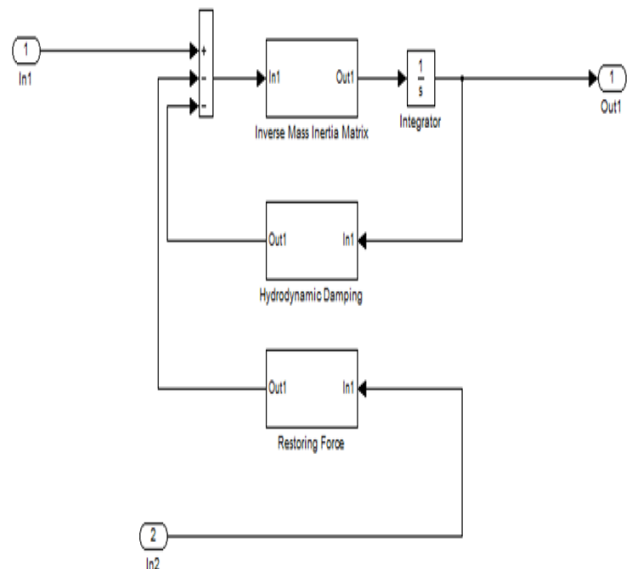 1
In1
+
−
−
In1
Out1
Inverse Mass Inertia Matrix
1
s
Integrator
1
Out1
Out1
In1
Hydrodynamic Damping
Out1
In1
Restoring Force
2
In2